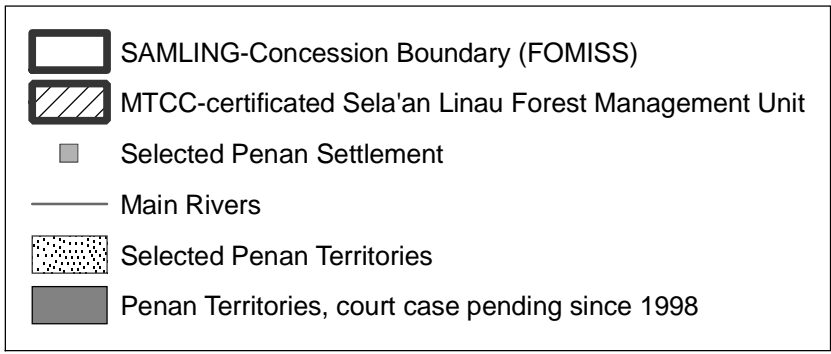 SAMLING-Concession Boundary (FOMISS)
MTCC-certificated Sela'an Linau Forest Management Unit
Selected Penan Settlement
Main Rivers
Selected Penan Territories
Penan Territories, court case pending since 1998